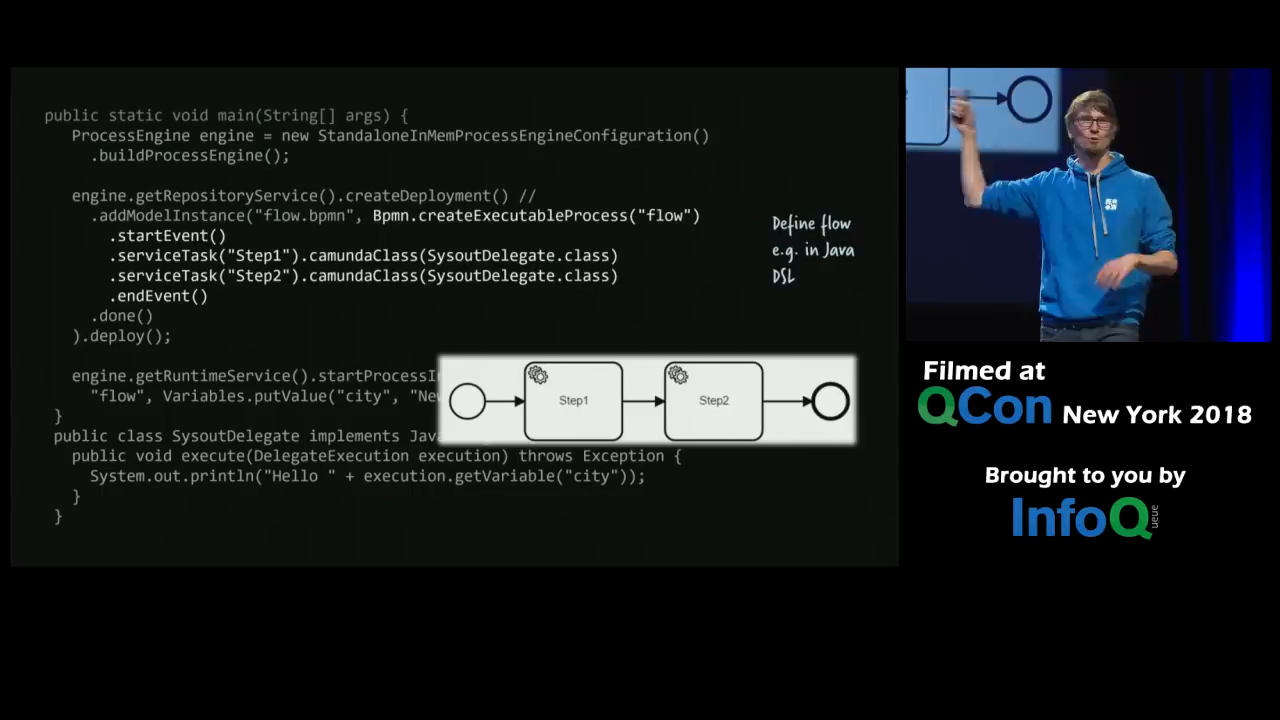 public static void main(String[] args) {
ProcessEngine engine = new StandaloneInMemProcessEngineConfiguration()
.buildProcessEngine();
engine.getRepositoryService().createDeployment() //
.addModelInstance("flow.bpmn", Bpmn.createExecutableProcess("flow")
.startEvent()
.serviceTask("Step1").camundaClass(SysoutDelegate.class)
.serviceTask("Step2").camundaClass(SysoutDelegate.class)
.endEvent()
.done()
).deploy();
engine.getRuntimeService().startProcessI
"flow", Variables.putValue("city", "Ne
}
public class SysoutDelegate implements Jav
public void execute(DelegateExecution execution) throws Exception {
System.out.println("Hello " + execution.getVariable("city"));
}
}
Define flow
e.g. in Java
DSL
Step1
Step2
Filmed at
QCon New York 2018
Brought to you by
InfoQ
ueue